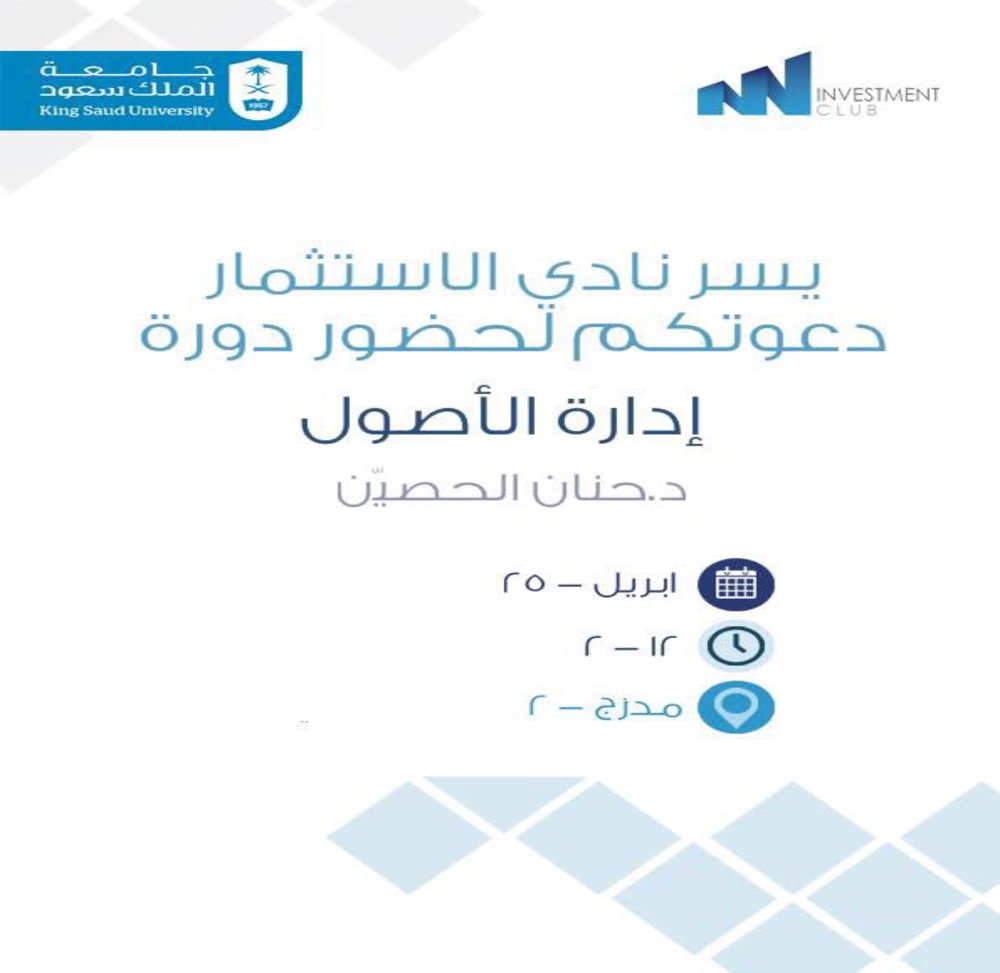 جامعة
الملك سعود
King Saud University
1957
INVESTMENT
CLUB
يسر نادي الاستثمار
دعوتكم لحضور دورة
إدارة الأصول
د.حنان الحصيّن
ابريل – ٢٥
١٢ – ٢
مدزج – ٢